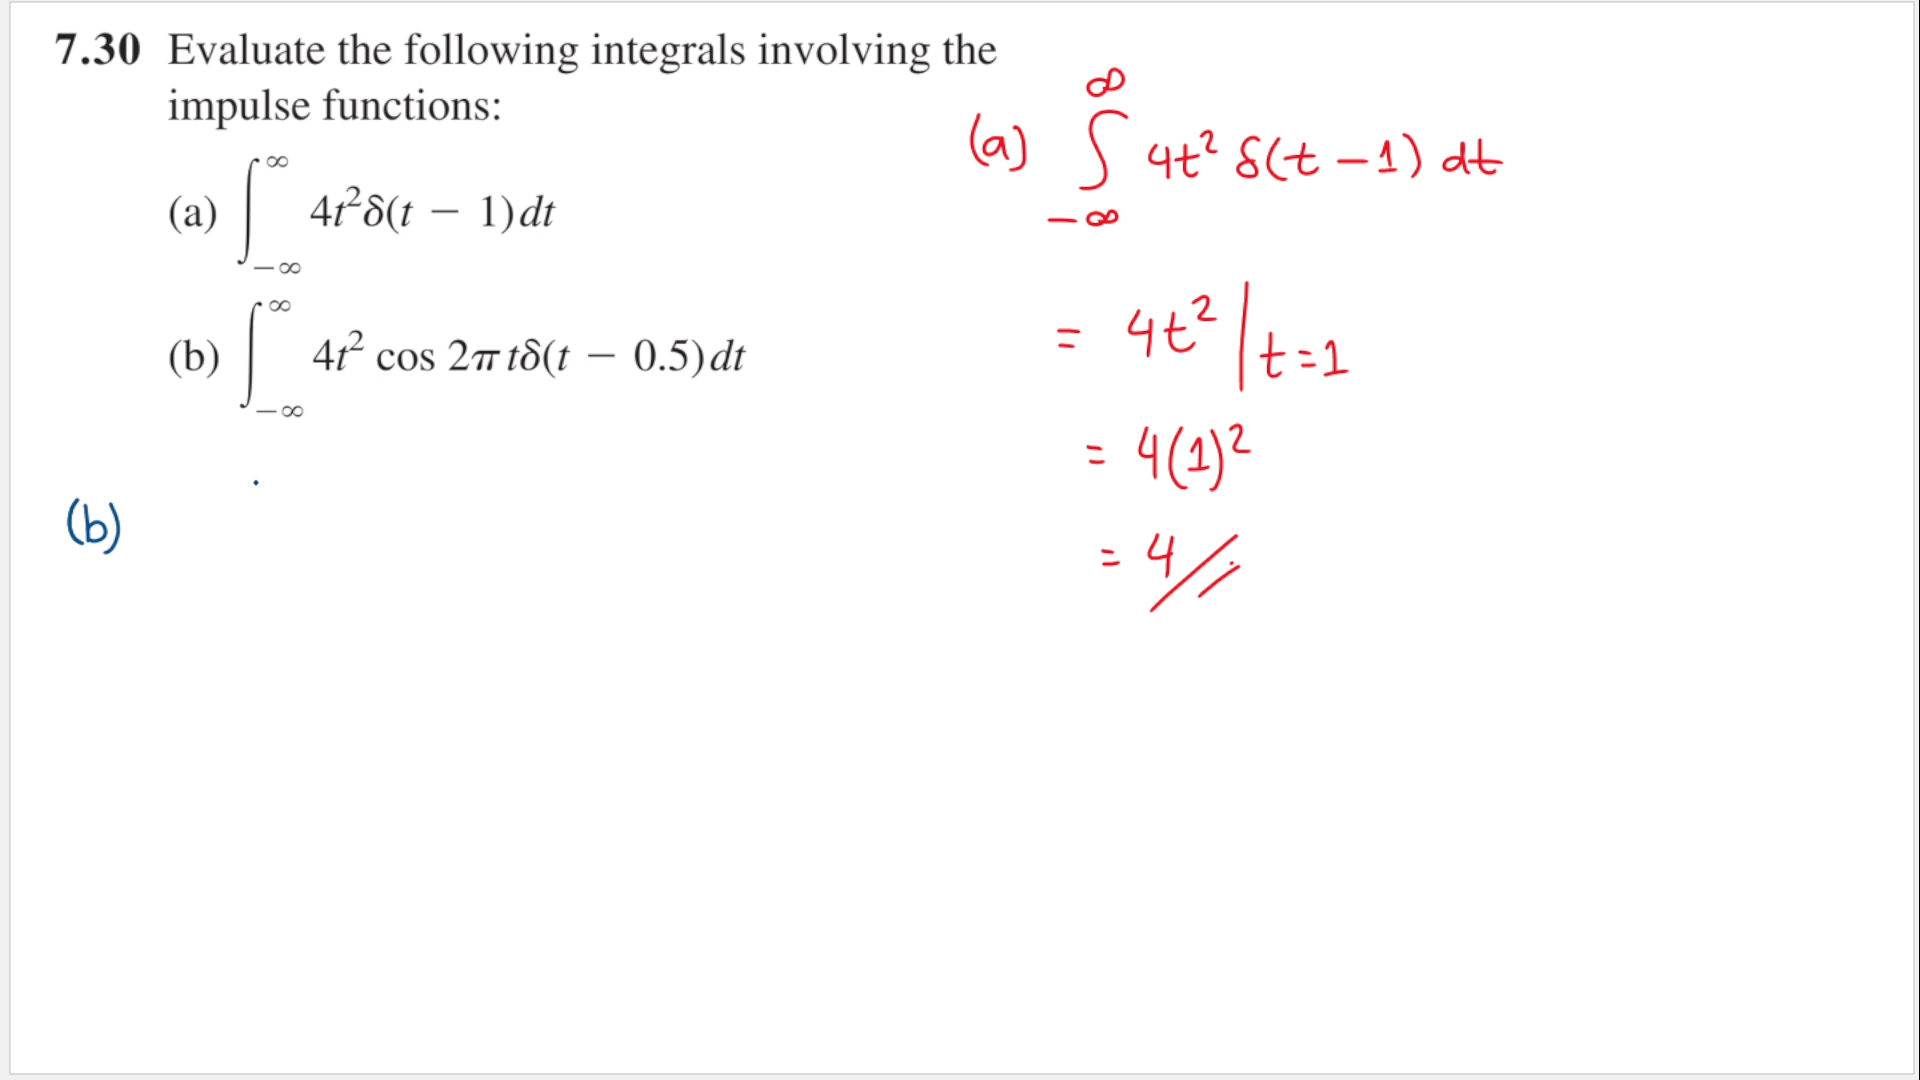 7.30 Evaluate the following integrals involving the
impulse functions:
(a) ∫_{-∞}^{∞} 4t²δ(t − 1)dt
(b) ∫_{-∞}^{∞} 4t² cos 2πtδ(t − 0.5)dt
(a) ∫_{-∞}^{∞} 4t² δ(t − 1) dt
= 4t² |t=1
= 4(1)²
= 4//
(b)